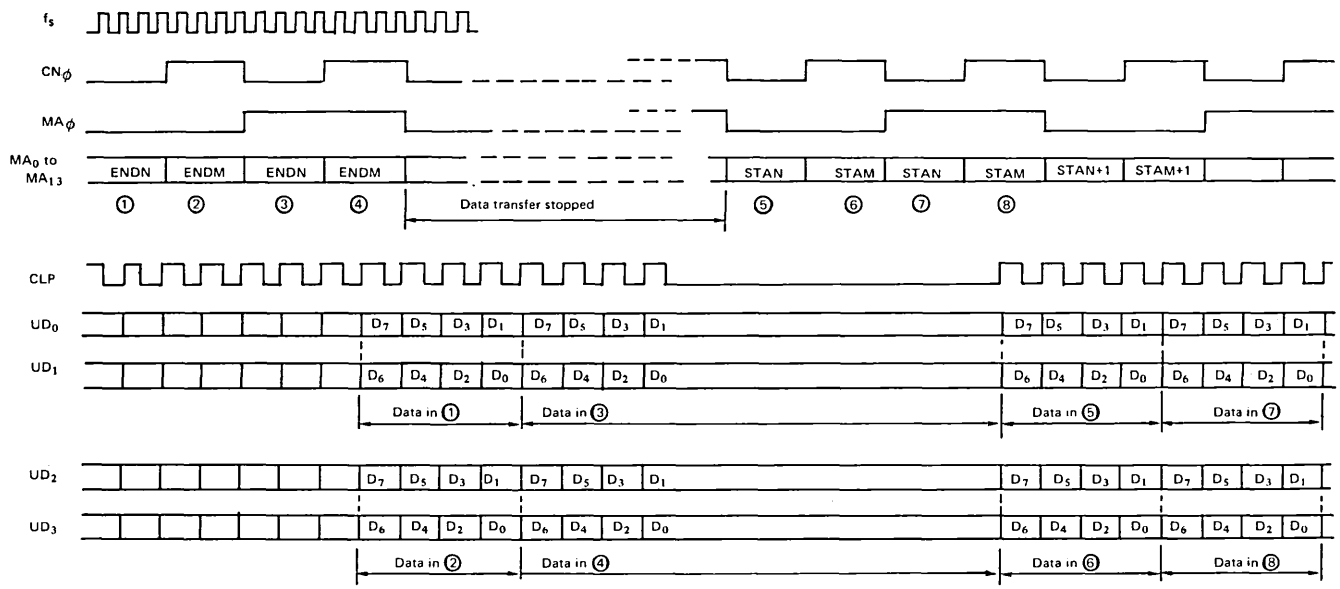 fs
CNφ
MAφ
MA0 to
MA13
ENDN ENDM ENDN ENDM STAN STAM STAN STAM STAN+1 STAM+1
① ② ③ ④ Data transfer stopped ⑤ ⑥ ⑦ ⑧
CLP
UD0 D7 D5 D3 D1 D7 D5 D3 D1 D7 D5 D3 D1 D7 D5 D3 D1
UD1 D6 D4 D2 D0 D6 D4 D2 D0 D6 D4 D2 D0 D6 D4 D2 D0
Data in ① Data in ③ Data in ⑤ Data in ⑦
UD2 D7 D5 D3 D1 D7 D5 D3 D1 D7 D5 D3 D1 D7 D5 D3 D1
UD3 D6 D4 D2 D0 D6 D4 D2 D0 D6 D4 D2 D0 D6 D4 D2 D0
Data in ② Data in ④ Data in ⑥ Data in ⑧